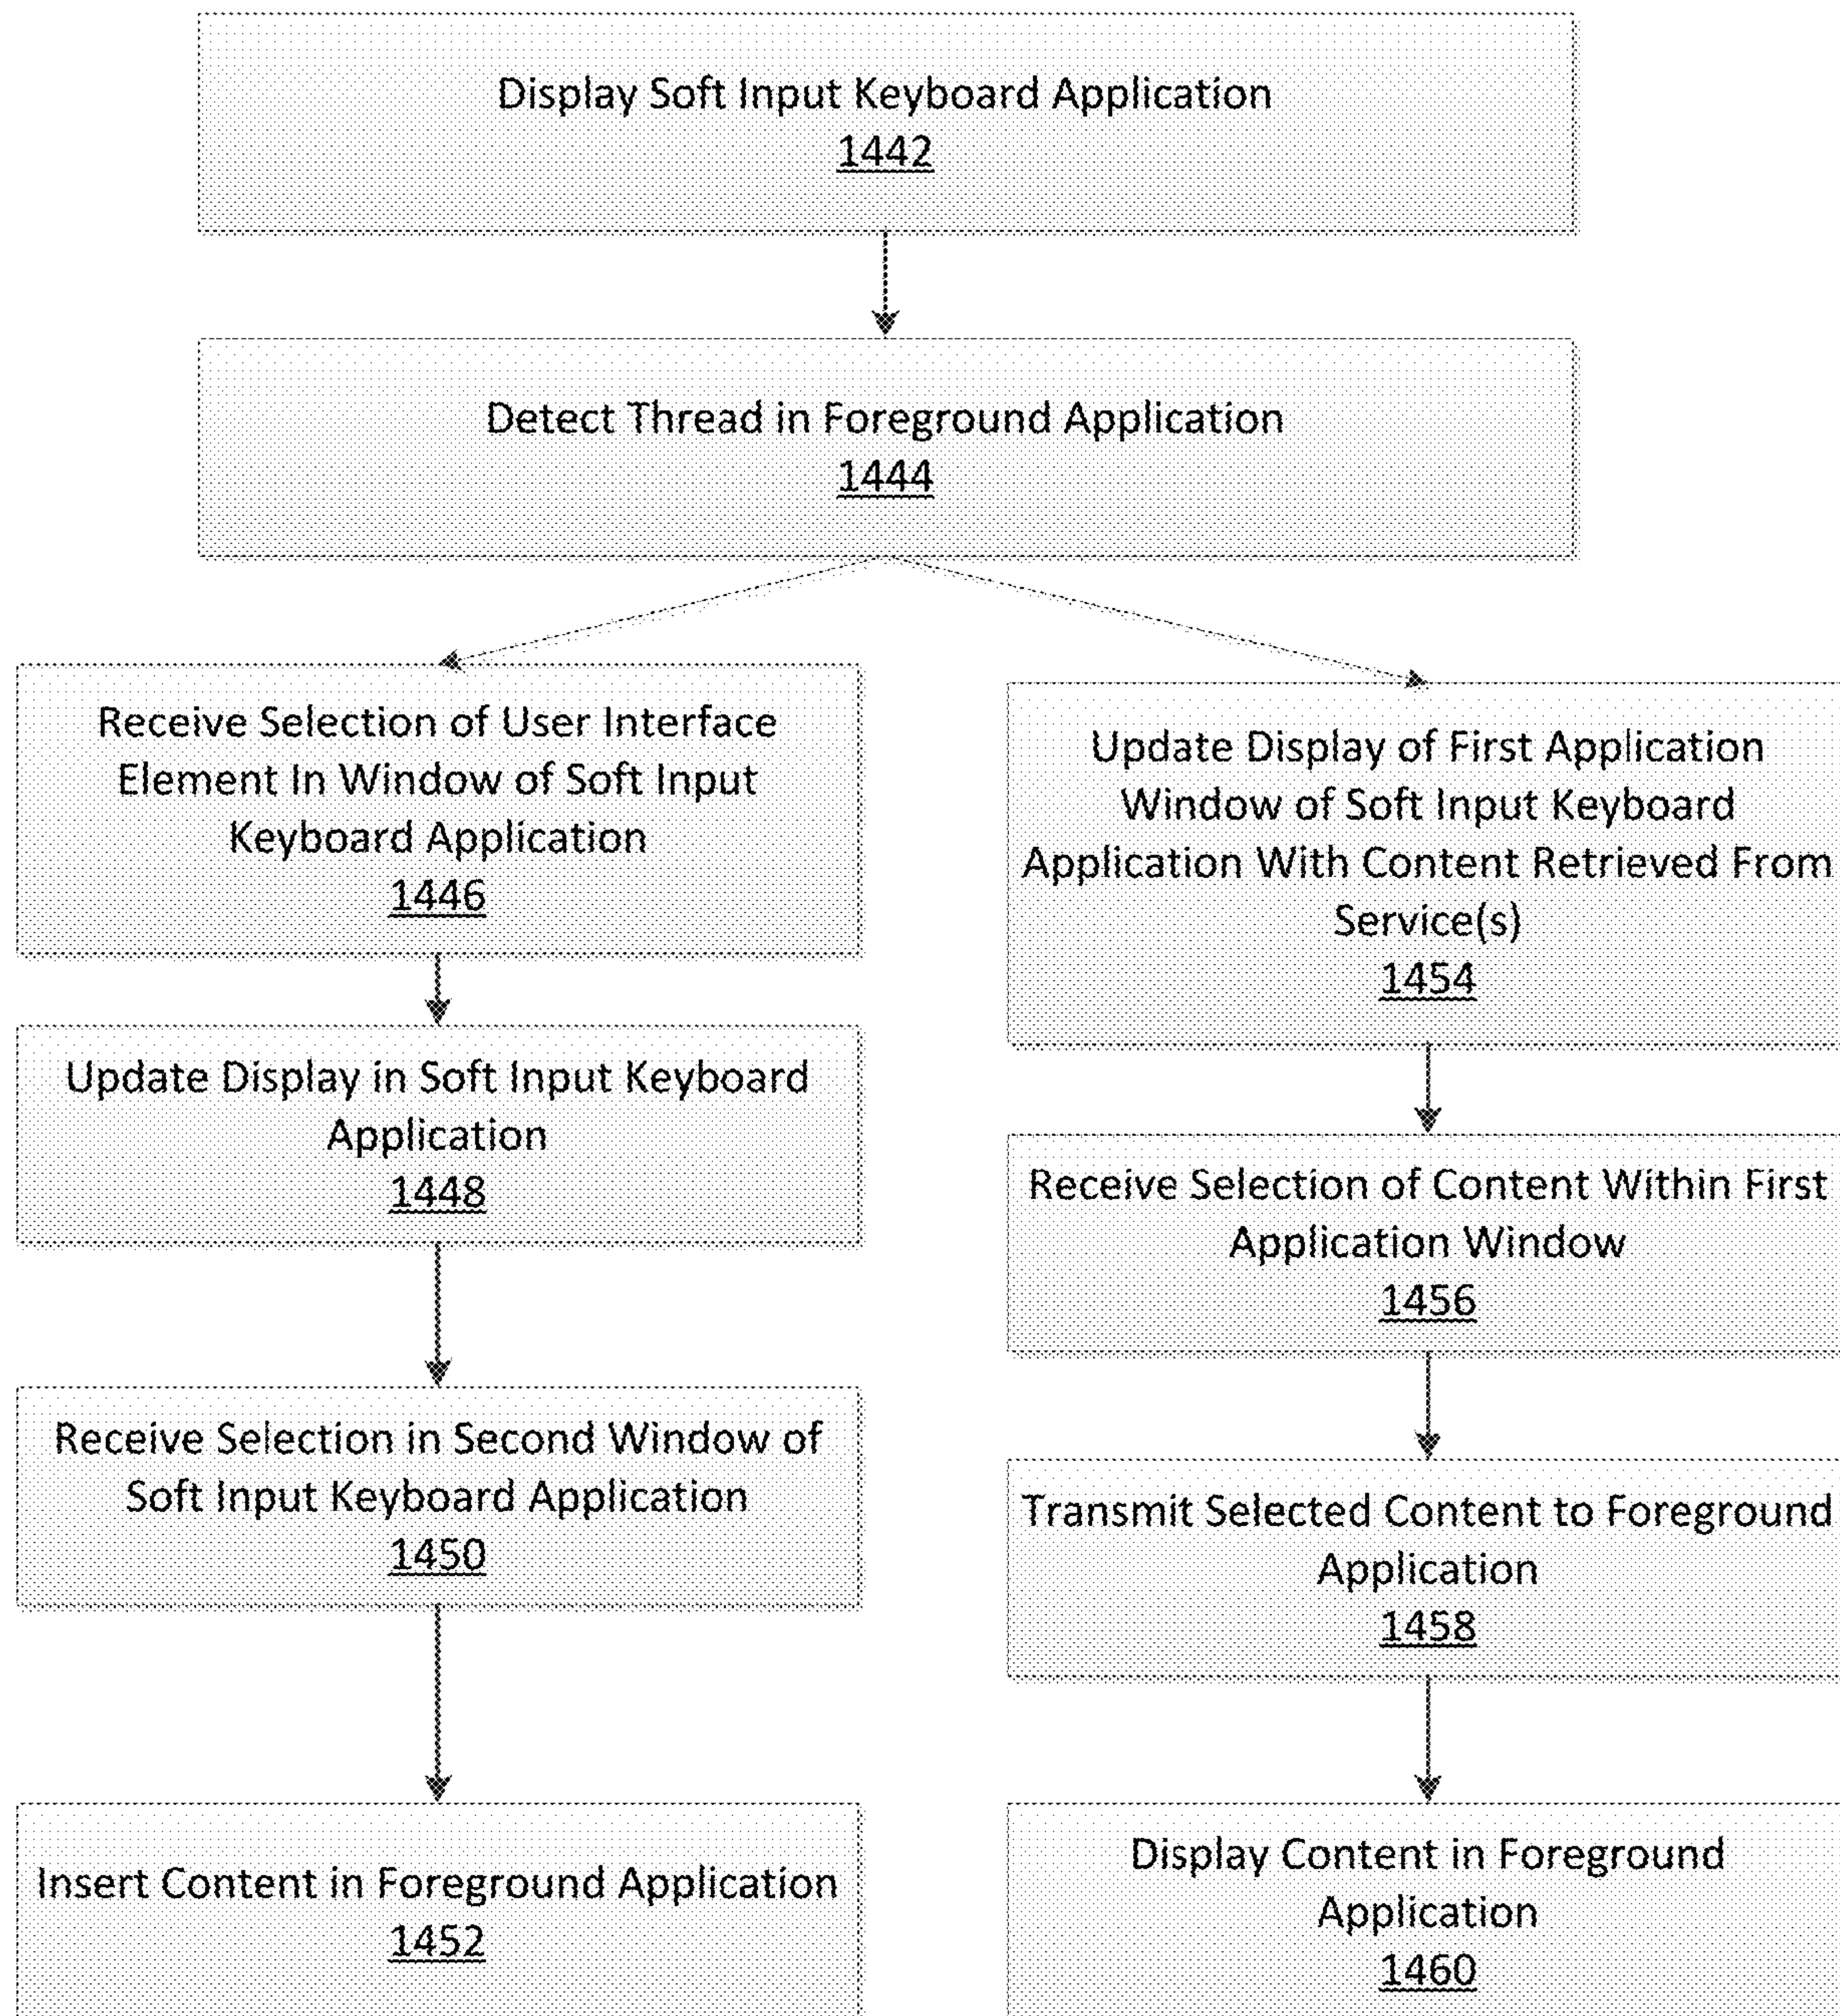 Display Soft Input Keyboard Application
1442
Detect Thread in Foreground Application
1444
Receive Selection of User Interface
Element In Window of Soft Input
Keyboard Application
1446
Update Display in Soft Input Keyboard
Application
1448
Receive Selection in Second Window of
Soft Input Keyboard Application
1450
Insert Content in Foreground Application
1452
Update Display of First Application
Window of Soft Input Keyboard
Application With Content Retrieved From
Service(s)
1454
Receive Selection of Content Within First
Application Window
1456
Transmit Selected Content to Foreground
Application
1458
Display Content in Foreground
Application
1460